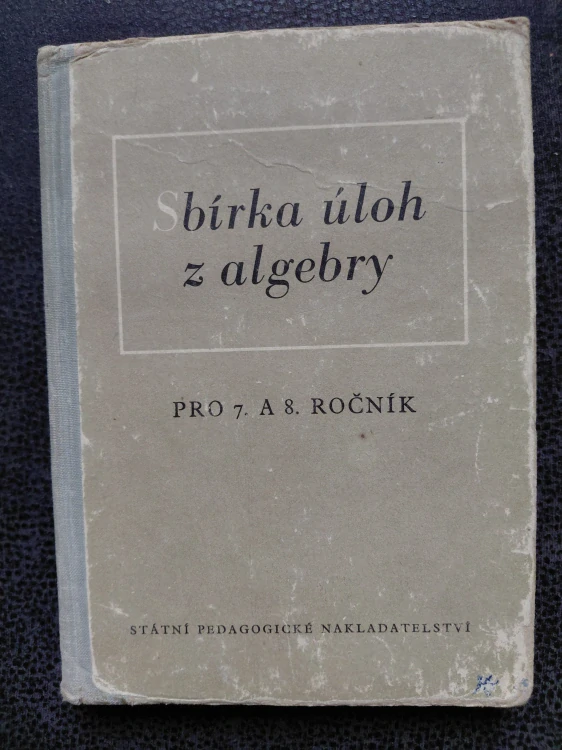 Sbírka úloh
z algebry
PRO 7. A 8. ROČNÍK
STÁTNÍ PEDAGOGICKÉ NAKLADATELSTVÍ